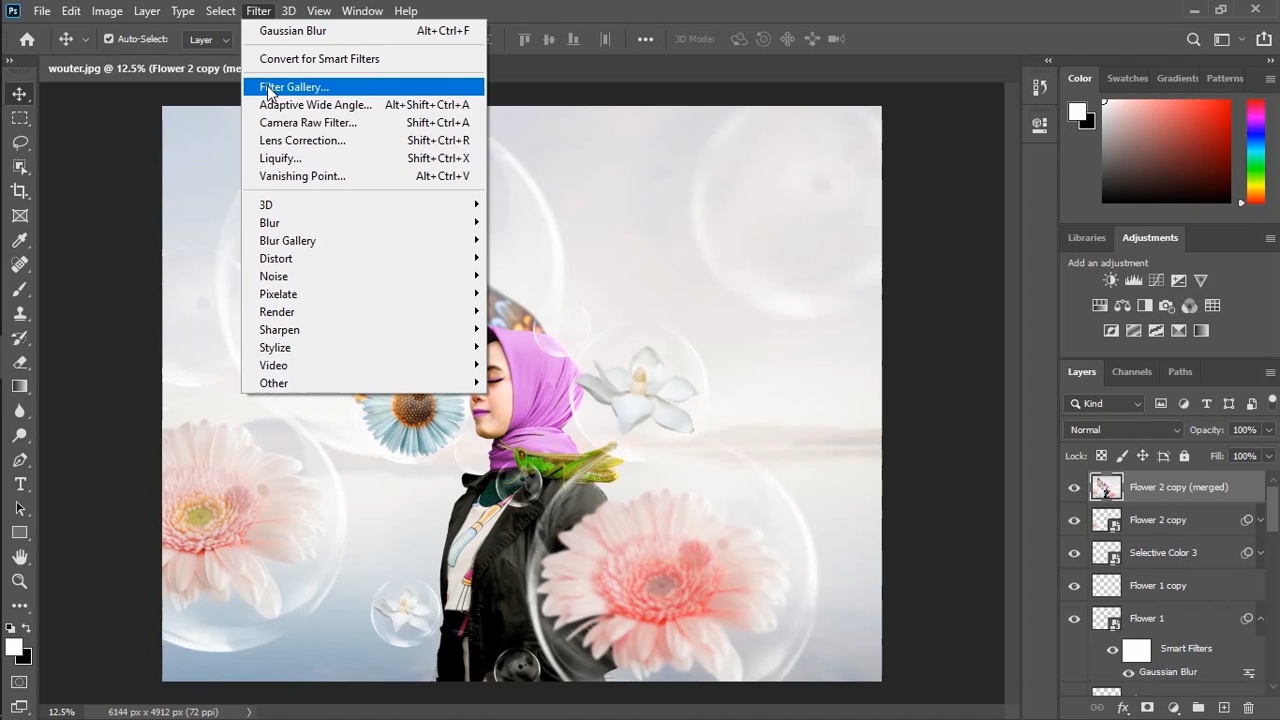 Ps File Edit Image Layer Type Select Filter 3D View Window Help
Auto-Select: Layer 3D Mode:
wouter.jpg @ 12.5% (Flower 2 copy (me
Gaussian Blur Alt+Ctrl+F
Convert for Smart Filters
Filter Gallery...
Adaptive Wide Angle... Alt+Shift+Ctrl+A
Camera Raw Filter... Shift+Ctrl+A
Lens Correction... Shift+Ctrl+R
Liquify... Shift+Ctrl+X
Vanishing Point... Alt+Ctrl+V
3D
Blur
Blur Gallery
Distort
Noise
Pixelate
Render
Sharpen
Stylize
Video
Other
Color Swatches Gradients Patterns
Libraries Adjustments
Add an adjustment
Layers Channels Paths
Kind
Normal Opacity: 100%
Lock: Fill: 100%
Flower 2 copy (merged)
Flower 2 copy
Selective Color 3
Flower 1 copy
Flower 1
Smart Filters
Gaussian Blur
12.5% 6144 px x 4912 px (72 ppi)